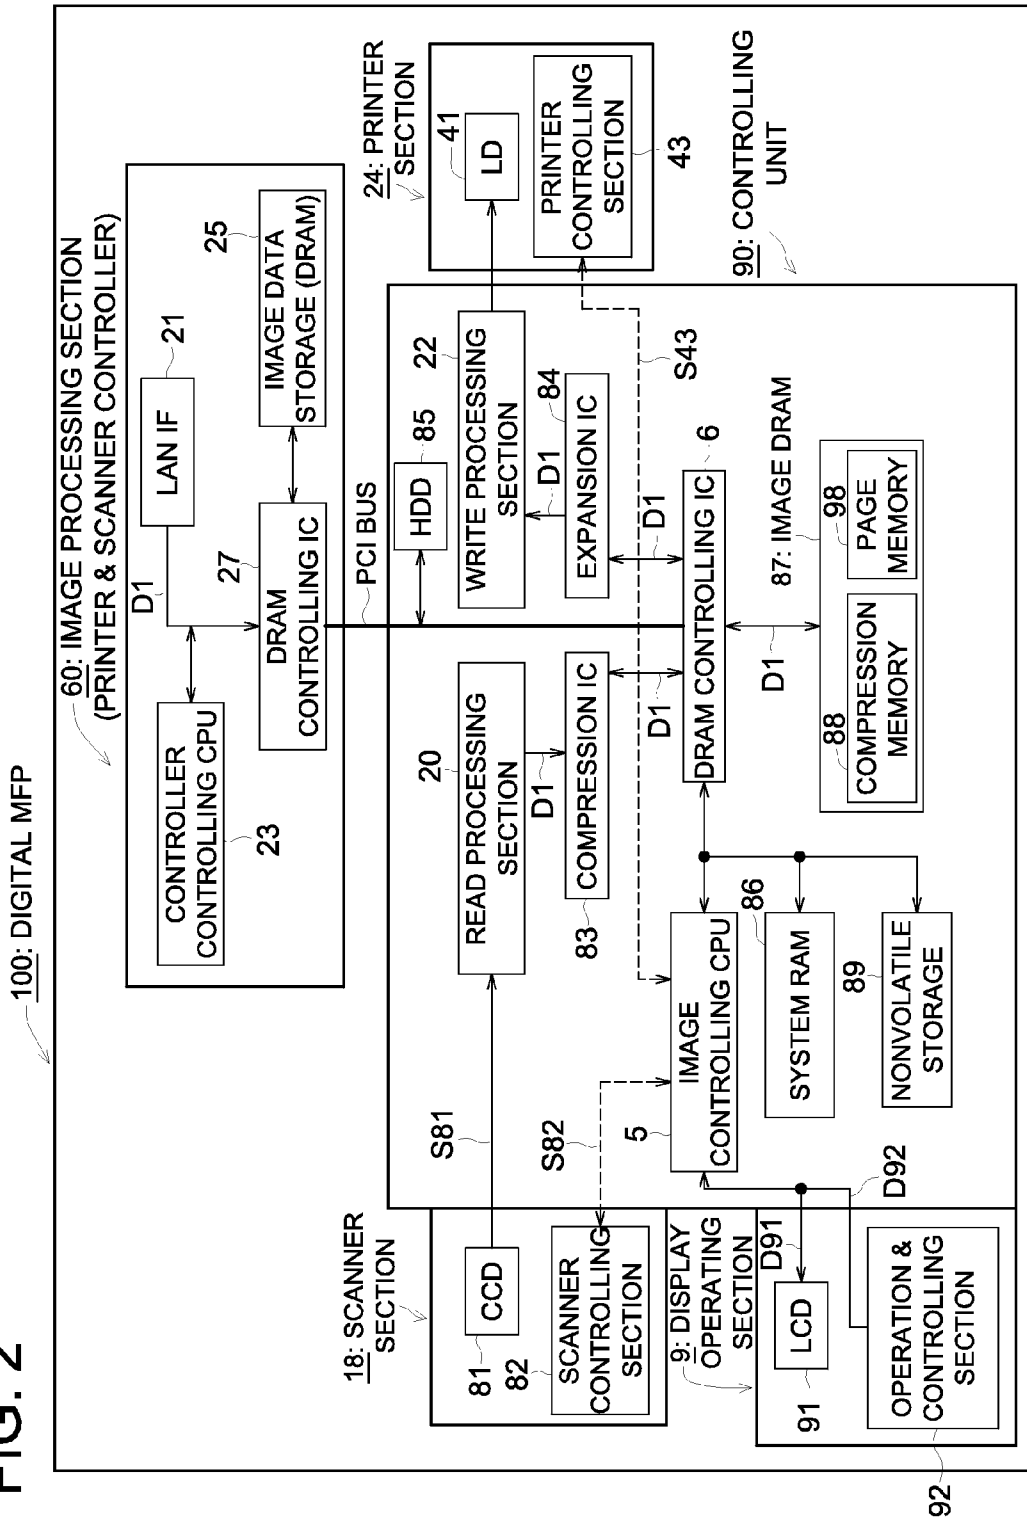 FIG. 2
100: DIGITAL MFP
60: IMAGE PROCESSING SECTION
(PRINTER & SCANNER CONTROLLER)
CONTROLLER
CONTROLLING CPU
23
D1
LAN IF
21
27
DRAM
CONTROLLING IC
25
IMAGE DATA
STORAGE (DRAM)
PCI BUS
18: SCANNER
SECTION
CCD
81
82
SCANNER
CONTROLLING
SECTION
S81
S82
20
READ PROCESSING
SECTION
D1
COMPRESSION IC
83
D1
HDD
85
22
WRITE PROCESSING
SECTION
D1
84
EXPANSION IC
D1
24: PRINTER
SECTION
41
LD
PRINTER
CONTROLLING
SECTION
43
S43
90: CONTROLLING
UNIT
DRAM CONTROLLING IC
6
D1
87: IMAGE DRAM
88
COMPRESSION
MEMORY
98
PAGE
MEMORY
5
IMAGE
CONTROLLING CPU
86
SYSTEM RAM
89
NONVOLATILE
STORAGE
9: DISPLAY
OPERATING
SECTION
D91
D92
LCD
91
OPERATION &
CONTROLLING
SECTION
92